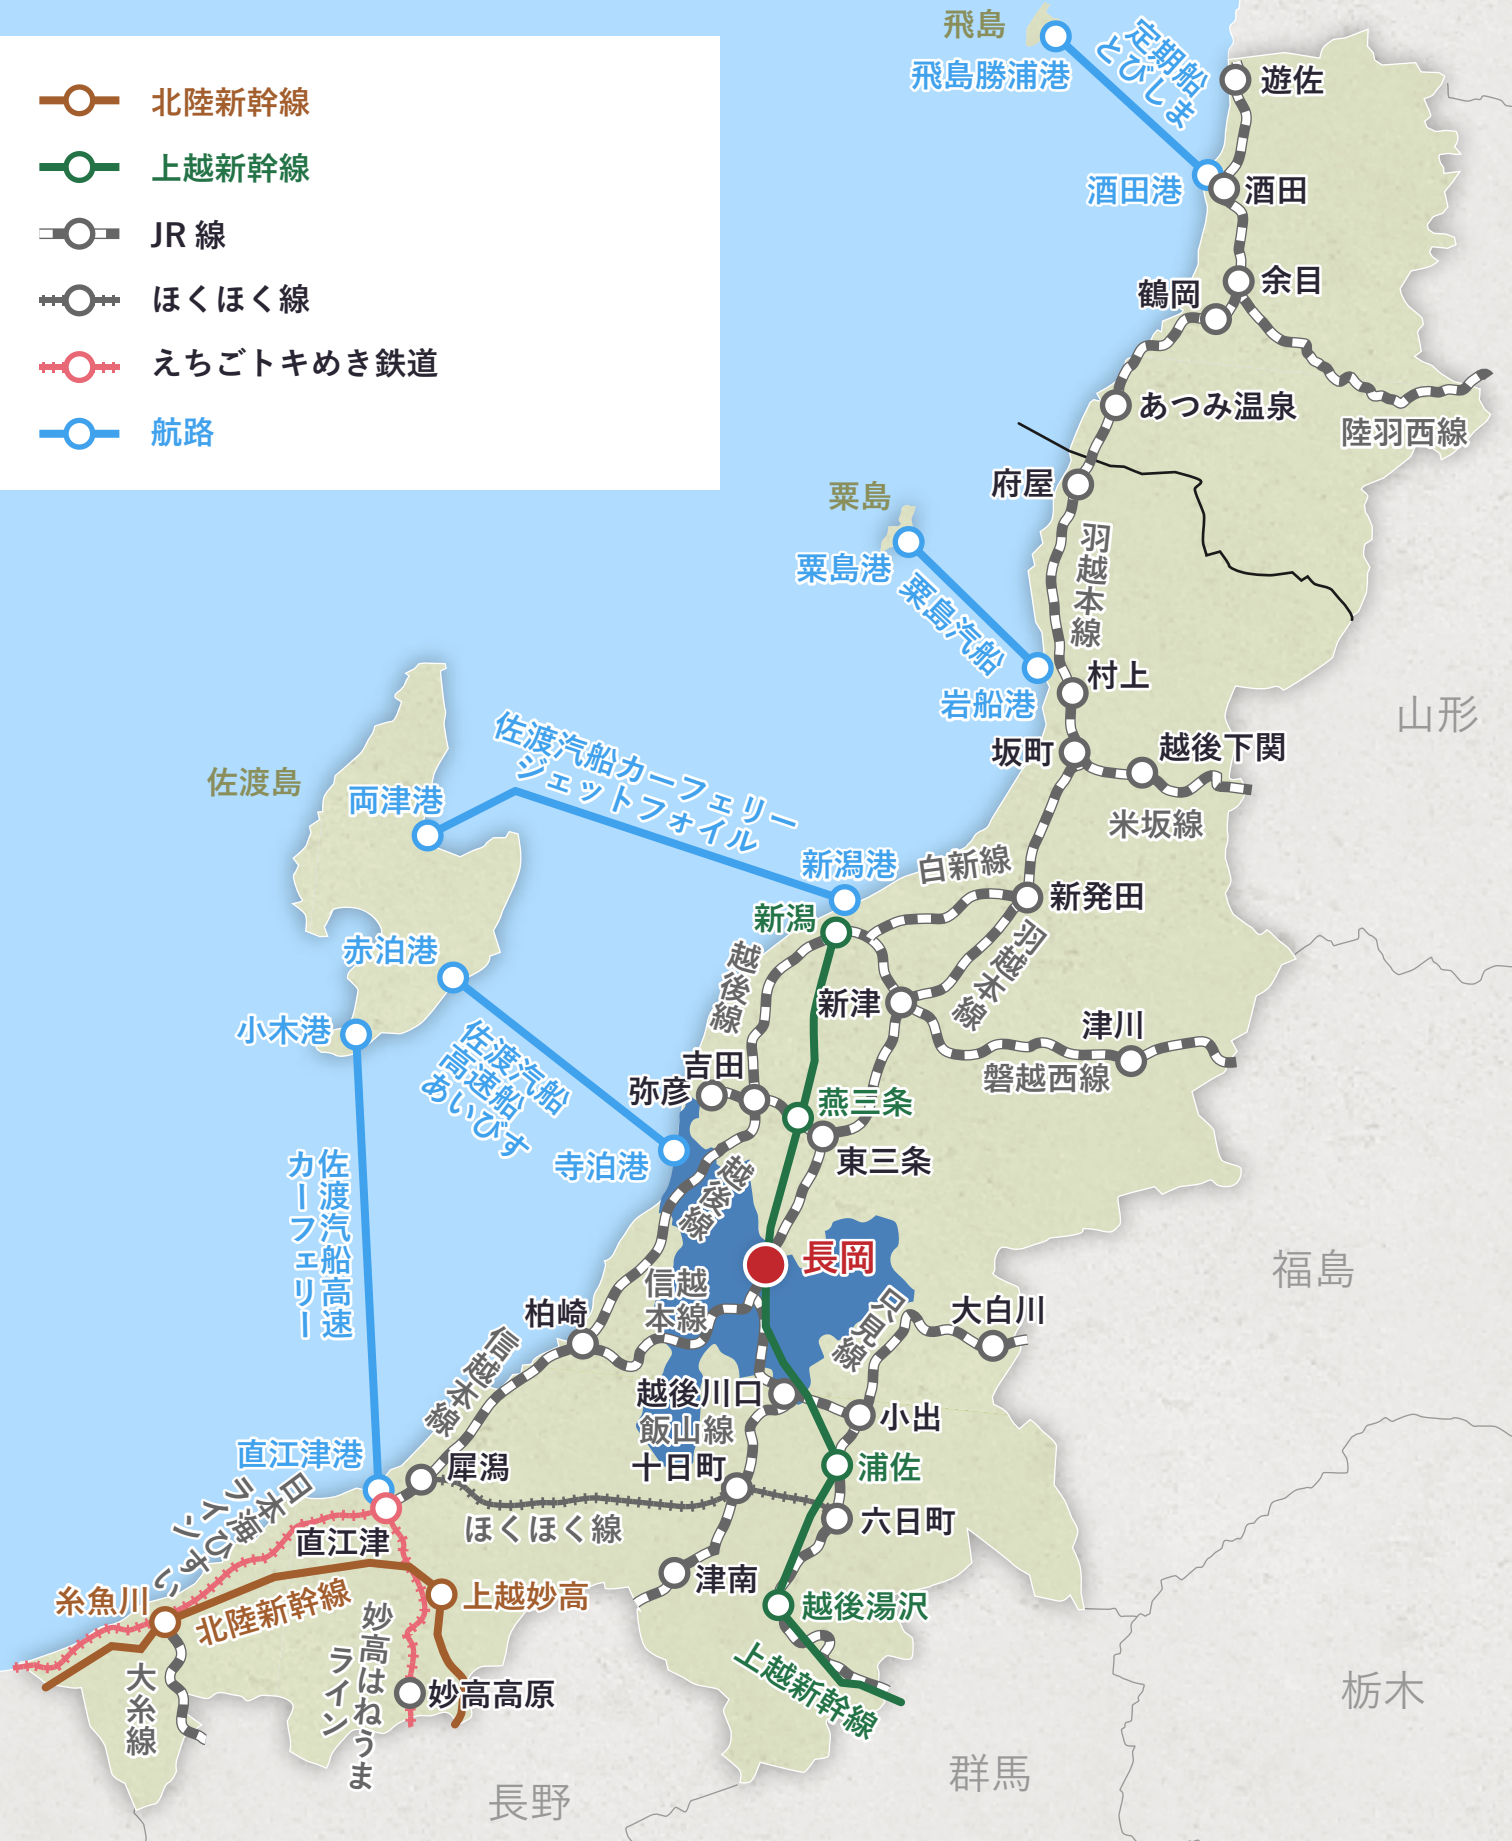 北陸新幹線
上越新幹線
JR 線
ほくほく線
えちごトキめき鉄道
航路
飛島
飛島勝浦港
定期船
とびしま
遊佐
酒田港
酒田
余目
鶴岡
あつみ温泉
陸羽西線
府屋
粟島
粟島港
粟島汽船
羽越本線
岩船港
村上
山形
坂町
越後下関
米坂線
佐渡島
両津港
佐渡汽船カーフェリー
ジェットフォイル
新潟港
白新線
新発田
新潟
羽越本線
越後線
赤泊港
新津
小木港
津川
佐渡汽船
高速船
あいびす
吉田
弥彦
磐越西線
燕三条
東三条
寺泊港
佐渡汽船高速
カーフェリー
越後線
長岡
福島
信越
本線
只見線
大白川
柏崎
信越本線
越後川口
飯山線
小出
直江津港
犀潟
十日町
浦佐
日本海ひすい
ライン
直江津
ほくほく線
六日町
津南
糸魚川
北陸新幹線
上越妙高
越後湯沢
妙高はねうま
ライン
大糸線
妙高高原
上越新幹線
栃木
群馬
長野